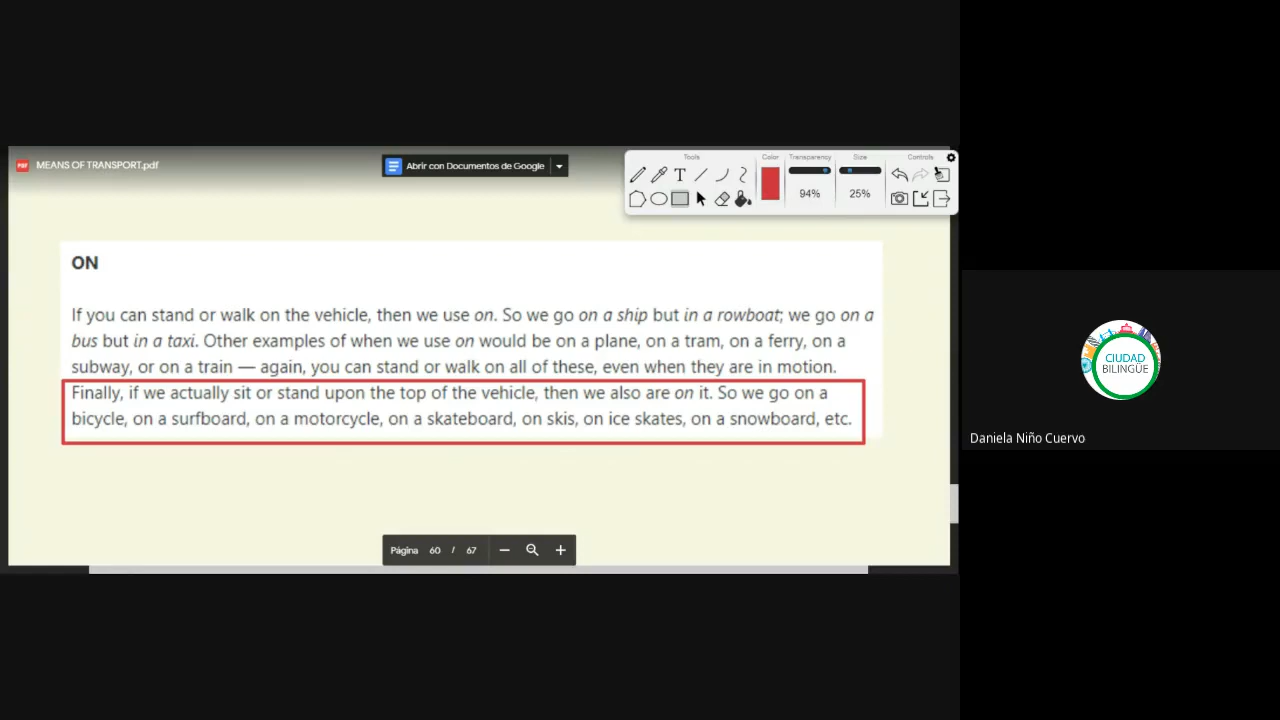 MEANS OF TRANSPORT.pdf
Abrir con Documentos de Google
Tools
Color
Transparency
Size
Controls
T
94%
25%
ON
If you can stand or walk on the vehicle, then we use on. So we go on a ship but in a rowboat; we go on a
bus but in a taxi. Other examples of when we use on would be on a plane, on a tram, on a ferry, on a
subway, or on a train — again, you can stand or walk on all of these, even when they are in motion.
Finally, if we actually sit or stand upon the top of the vehicle, then we also are on it. So we go on a
bicycle, on a surfboard, on a motorcycle, on a skateboard, on skis, on ice skates, on a snowboard, etc.
Página 60 / 67
CIUDAD
BILINGÜE
Daniela Niño Cuervo